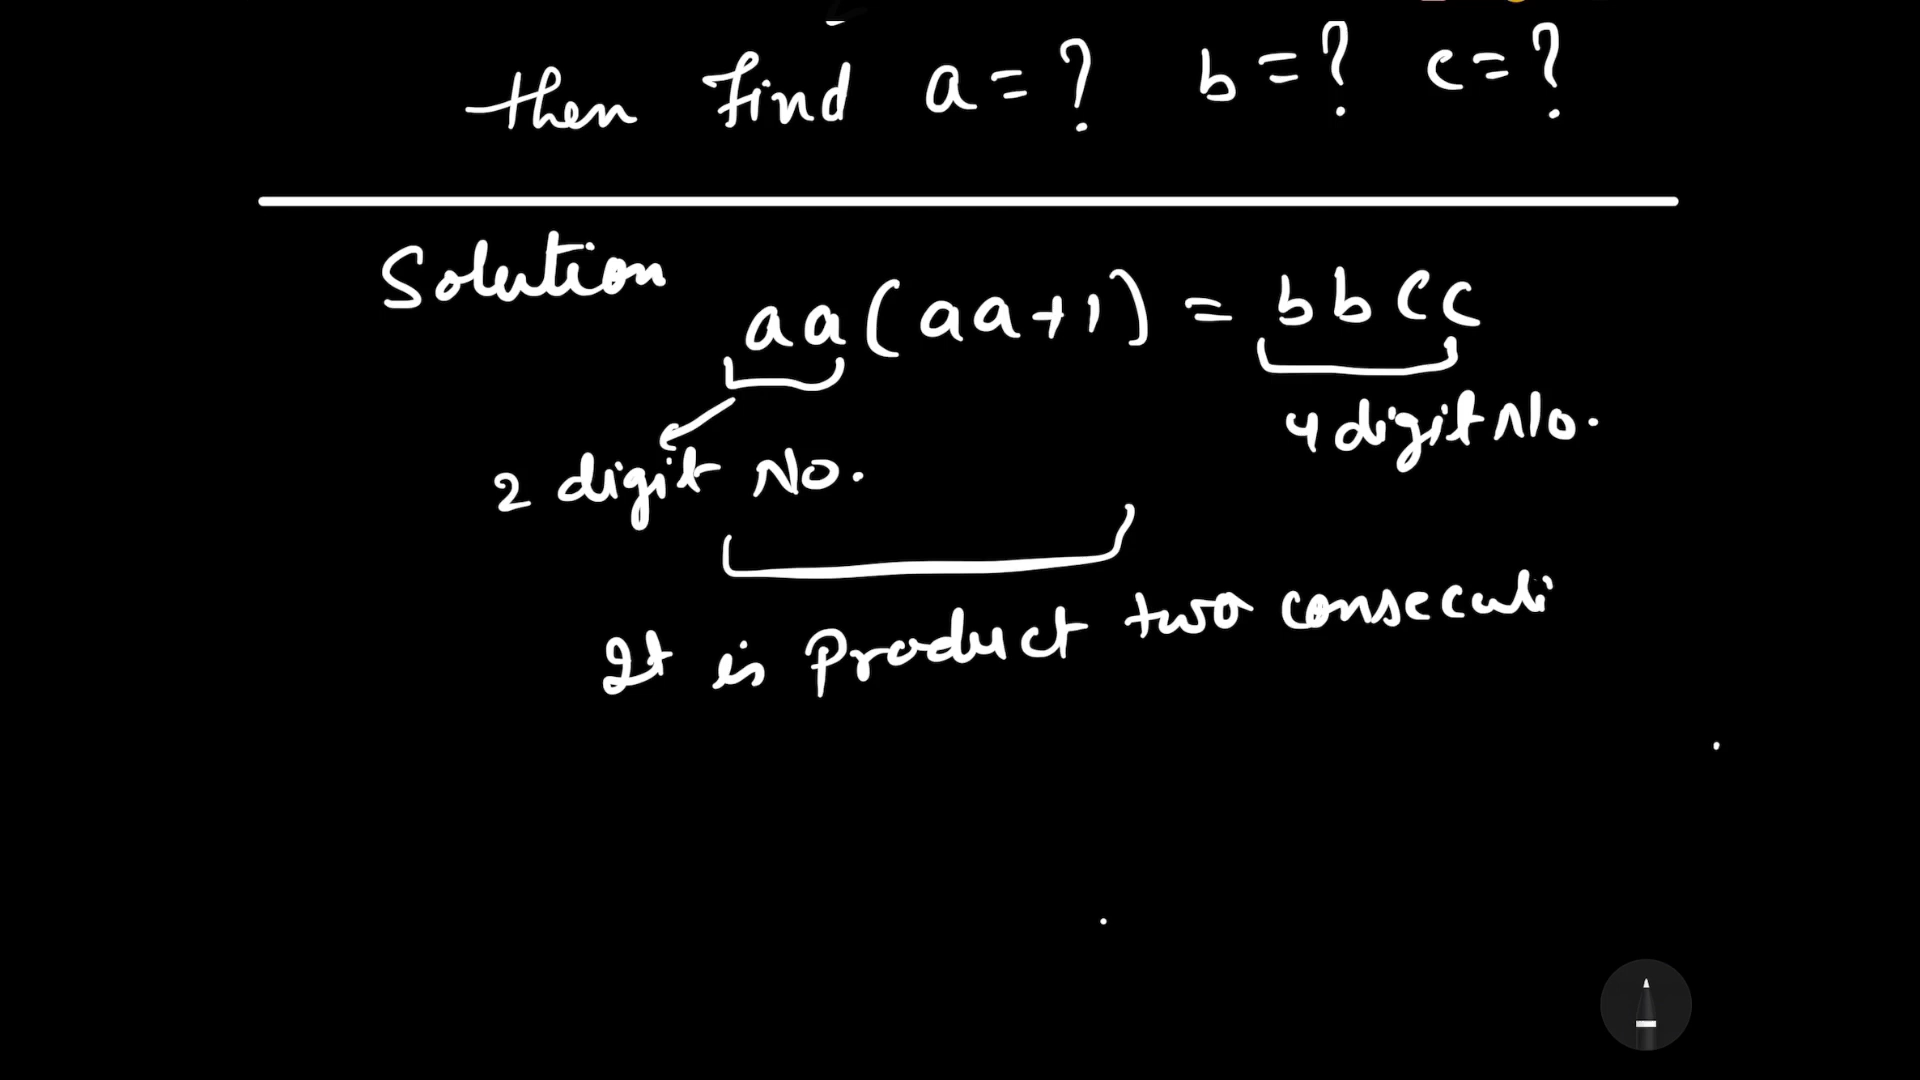 then Find a=? b=? c=?
Solution
aa(aa+1) = bbcc
2 digit No.
4 digit No.
It is Product two consecuti